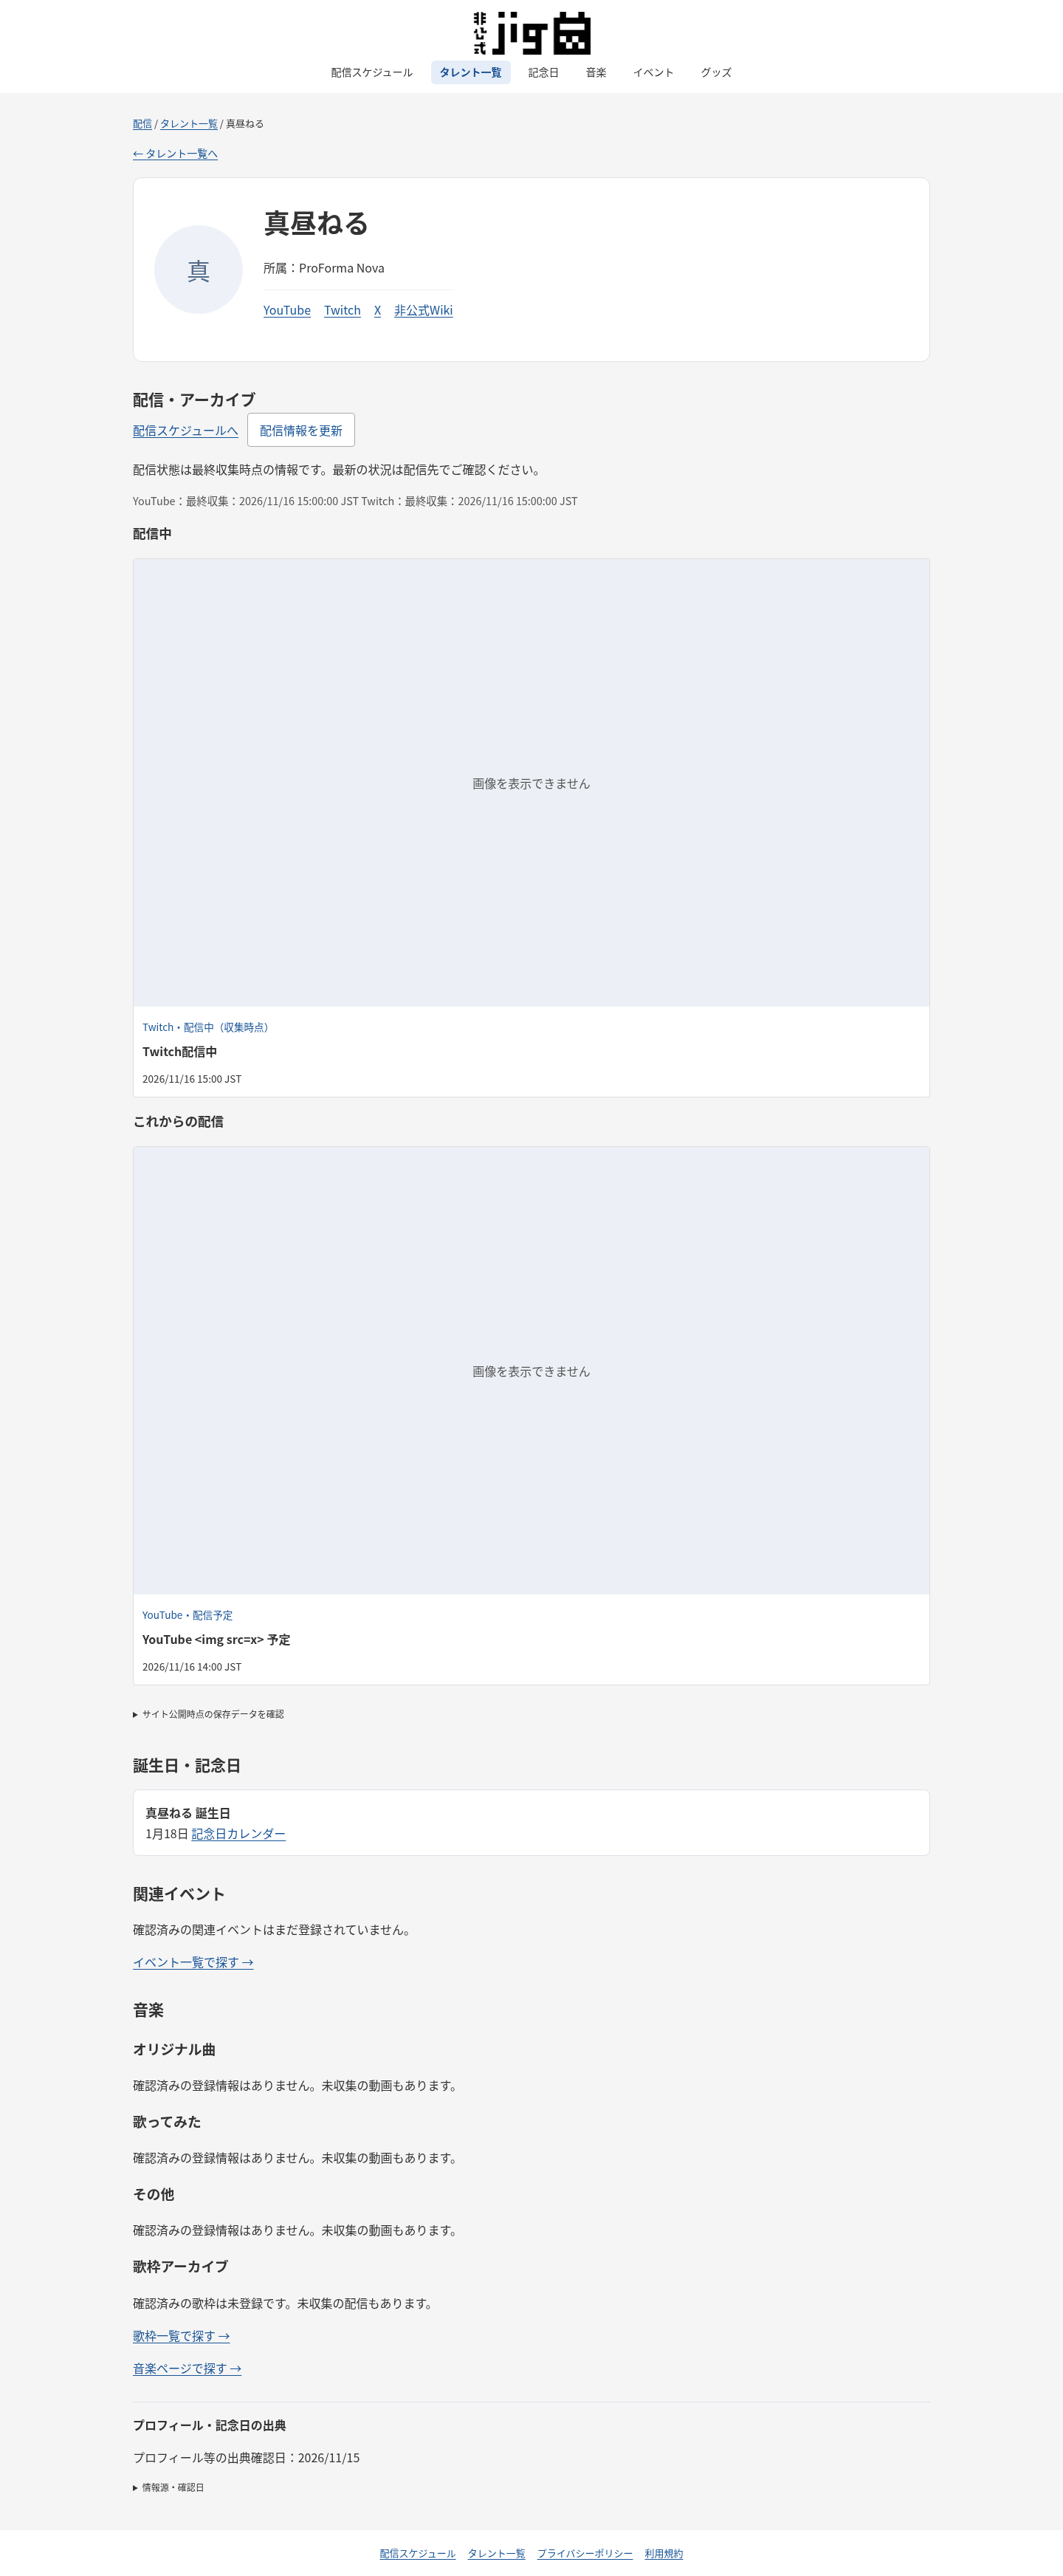 非公式 jig曲
配信スケジュール タレント一覧 記念日 音楽 イベント グッズ
配信 / タレント一覧 / 真昼ねる
← タレント一覧へ
真
真昼ねる
所属：ProForma Nova
YouTube Twitch X 非公式Wiki
配信・アーカイブ
配信スケジュールへ 配信情報を更新
配信状態は最終収集時点の情報です。最新の状況は配信先でご確認ください。
YouTube：最終収集：2026/11/16 15:00:00 JST Twitch：最終収集：2026/11/16 15:00:00 JST
配信中
画像を表示できません
Twitch・配信中（収集時点）
Twitch配信中
2026/11/16 15:00 JST
これからの配信
画像を表示できません
YouTube・配信予定
YouTube <img src=x> 予定
2026/11/16 14:00 JST
▶ サイト公開時点の保存データを確認
誕生日・記念日
真昼ねる 誕生日
1月18日 記念日カレンダー
関連イベント
確認済みの関連イベントはまだ登録されていません。
イベント一覧で探す →
音楽
オリジナル曲
確認済みの登録情報はありません。未収集の動画もあります。
歌ってみた
確認済みの登録情報はありません。未収集の動画もあります。
その他
確認済みの登録情報はありません。未収集の動画もあります。
歌枠アーカイブ
確認済みの歌枠は未登録です。未収集の配信もあります。
歌枠一覧で探す →
音楽ページで探す →
プロフィール・記念日の出典
プロフィール等の出典確認日：2026/11/15
▶ 情報源・確認日
配信スケジュール タレント一覧 プライバシーポリシー 利用規約